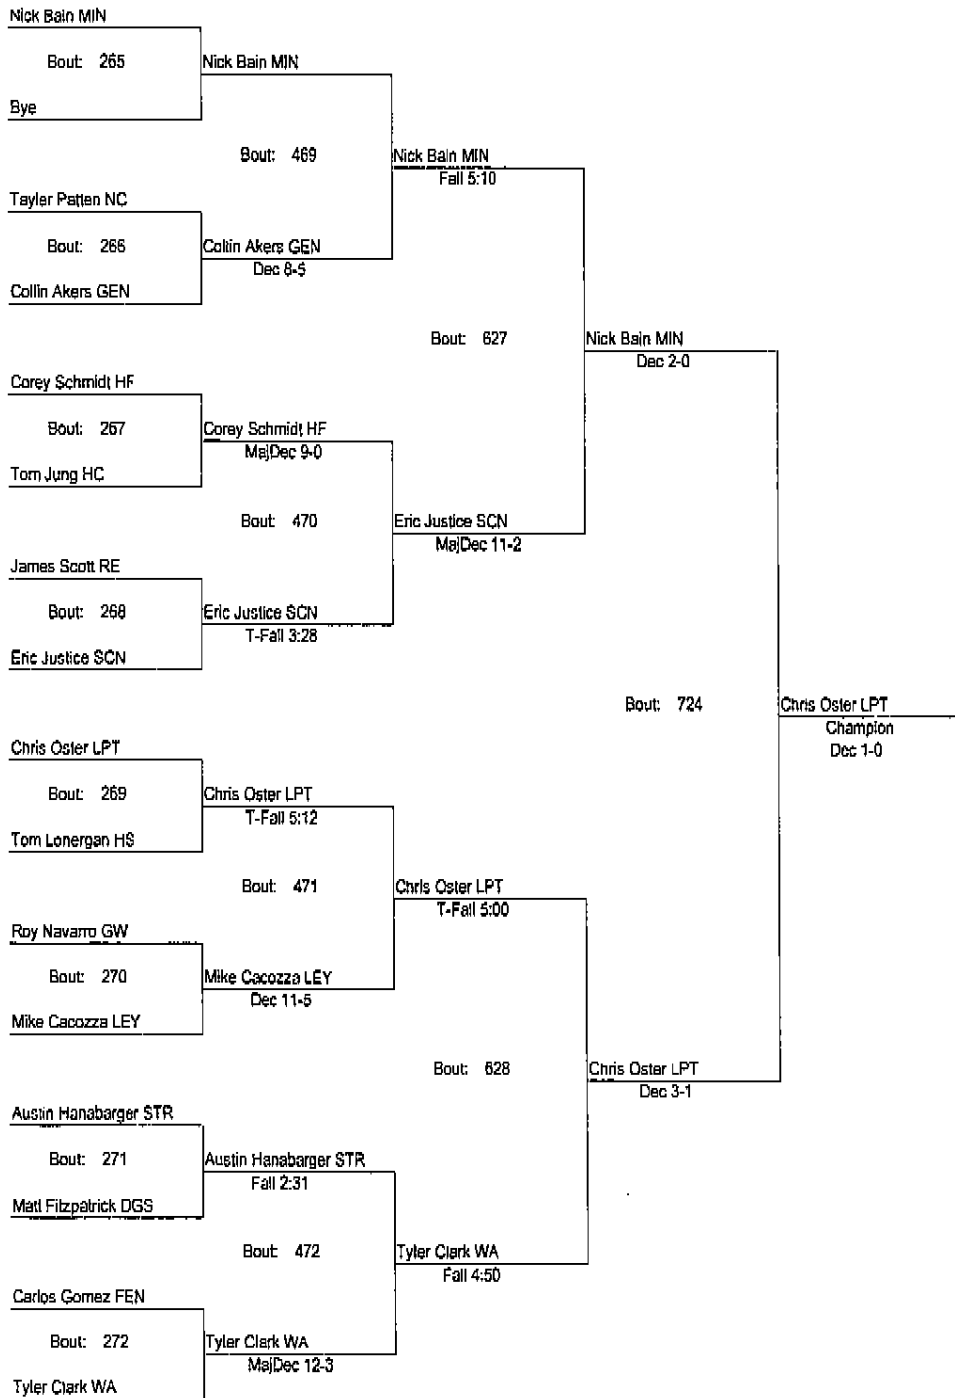 Nick Bain MIN
Bout: 265
Nick Bain MIN
Bye
Bout: 469
Nick Bain MIN
Fall 5:10
Tayler Patten NC
Bout: 266
Collin Akers GEN
Dec 8-5
Collin Akers GEN
Bout: 627
Nick Bain MIN
Dec 2-0
Corey Schmidt HF
Bout: 267
Corey Schmidt HF
MajDec 9-0
Tom Jung HC
Bout: 470
Eric Justice SCN
MajDec 11-2
James Scott RE
Bout: 268
Eric Justice SCN
T-Fall 3:28
Eric Justice SCN
Bout: 724
Chris Oster LPT
Champion
Dec 1-0
Chris Oster LPT
Bout: 269
Chris Oster LPT
T-Fall 5:12
Tom Lonergan HS
Bout: 471
Chris Oster LPT
T-Fall 5:00
Roy Navarro GW
Bout: 270
Mike Cacozza LEY
Dec 11-5
Mike Cacozza LEY
Bout: 628
Chris Oster LPT
Dec 3-1
Austin Hanabarger STR
Bout: 271
Austin Hanabarger STR
Fall 2:31
Matt Fitzpatrick DGS
Bout: 472
Tyler Clark WA
Fall 4:50
Carlos Gomez FEN
Bout: 272
Tyler Clark WA
MajDec 12-3
Tyler Clark WA